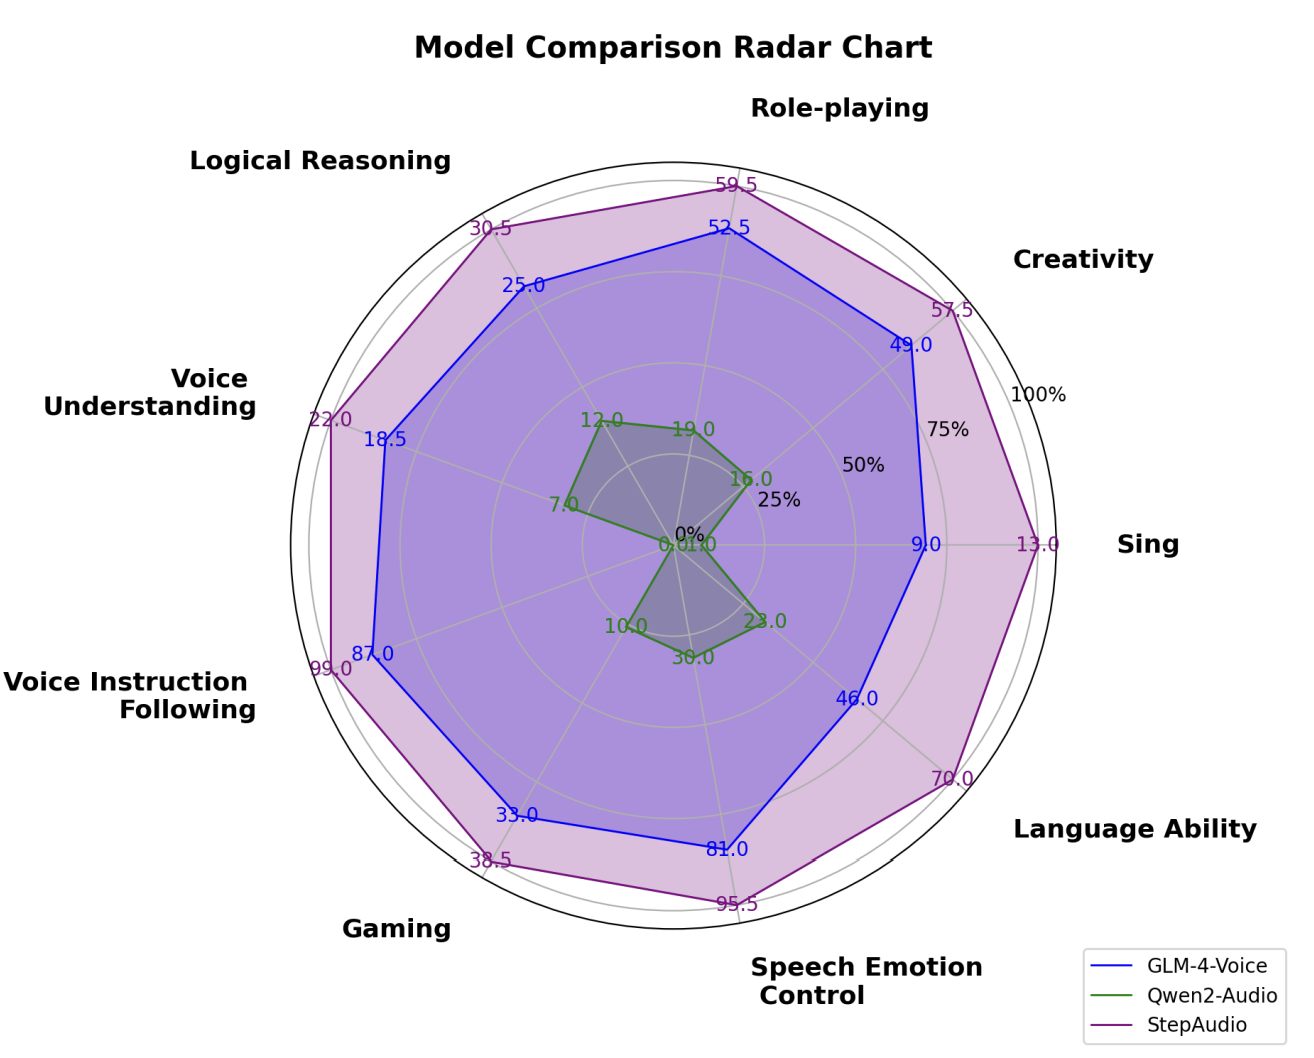 Model Comparison Radar Chart
Role-playing
Logical Reasoning
59.5
30.5
52.5
Creativity
25.0
57.5
49.0
Voice
Understanding
100%
22.0
12.0
19.0
75%
18.5
50%
16.0
25%
7.0
0%
0.0
1.0
9.0
13.0
Sing
10.0
23.0
87.0
30.0
99.0
Voice Instruction
Following
46.0
70.0
33.0
Language Ability
81.0
38.5
95.5
Gaming
Speech Emotion
Control
GLM-4-Voice
Qwen2-Audio
StepAudio